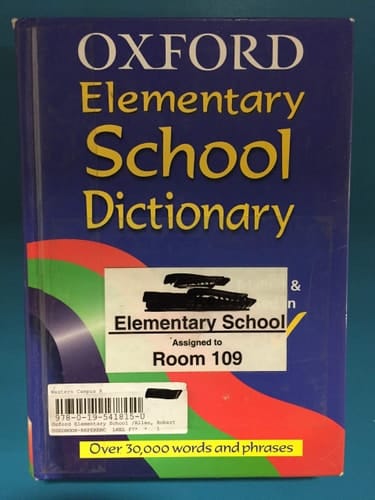 OXFORD
Elementary
School
Dictionary
&
Elementary School
Assigned to
Room 109
Western Campus A
978-0-19-541815-0
Oxford Elementary School /Allen, Robert
Over 30,000 words and phrases